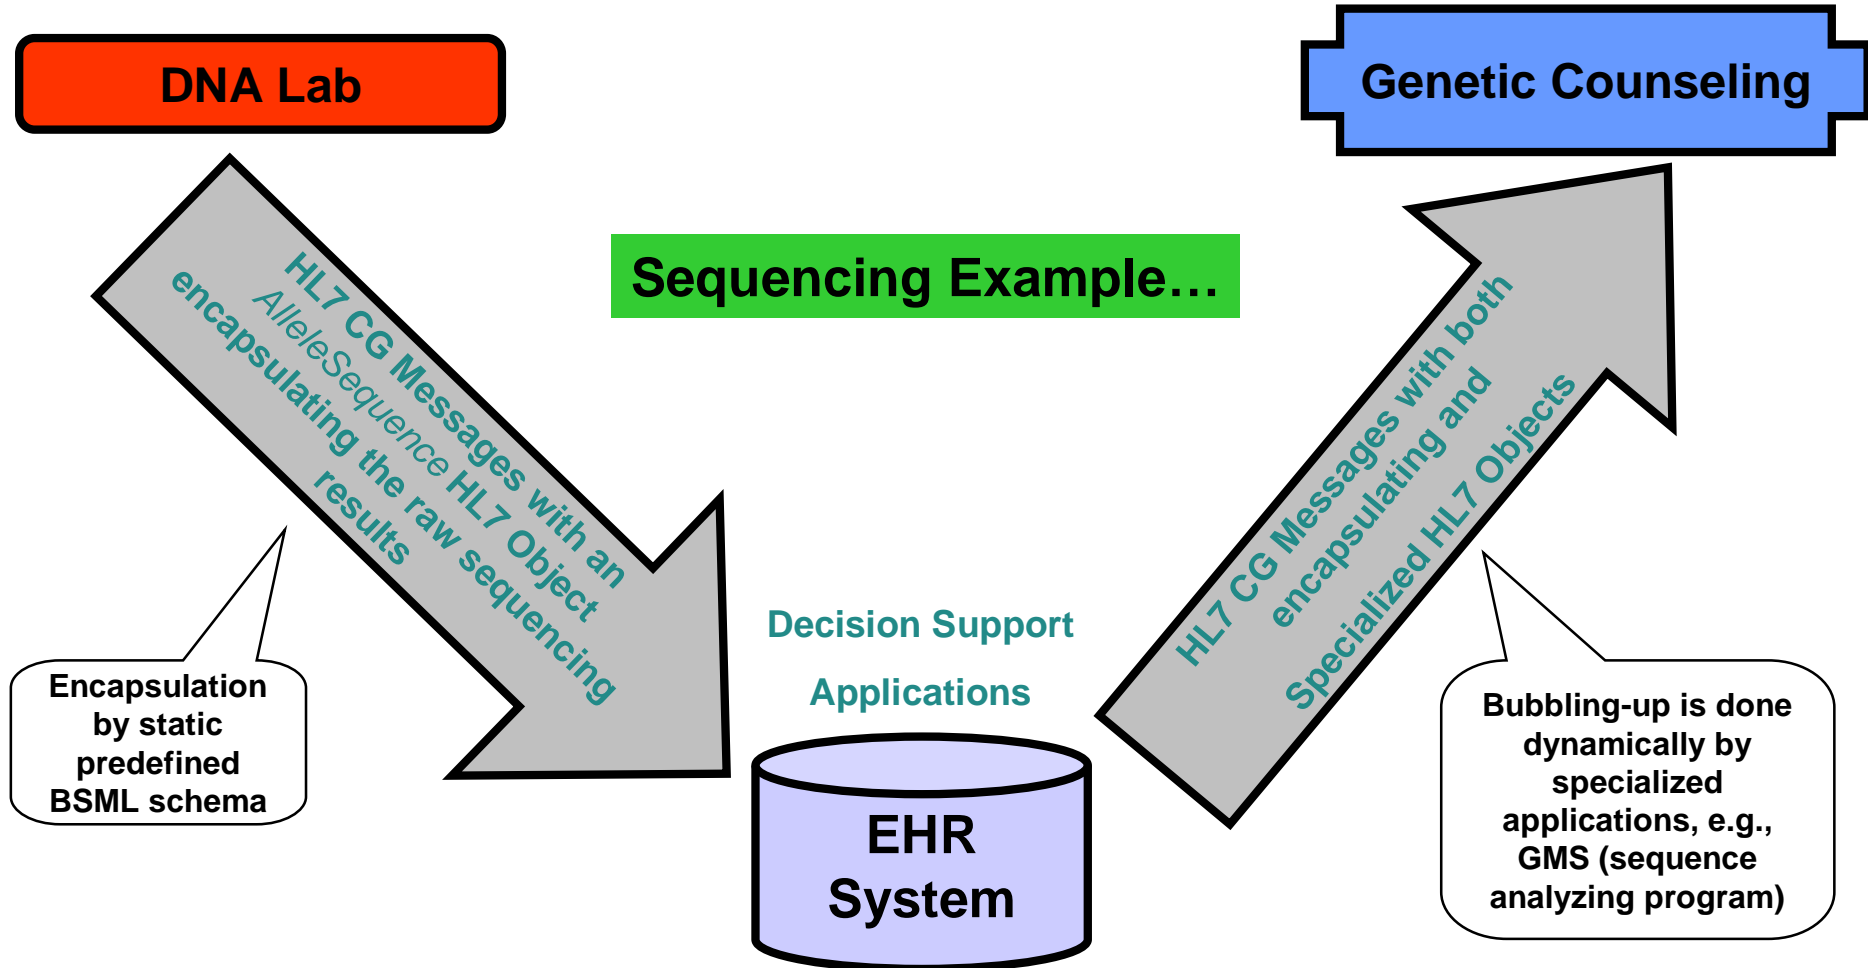 DNA Lab
Genetic Counseling
Sequencing Example…
HL7 CG Messages with an
AlleleSequence HL7 Object
encapsulating the raw sequencing
results
HL7 CG Messages with both
encapsulating and
Specialized HL7 Objects
Decision Support
Applications
Encapsulation
by static
predefined
BSML schema
EHR
System
Bubbling-up is done
dynamically by
specialized
applications, e.g.,
GMS (sequence
analyzing program)